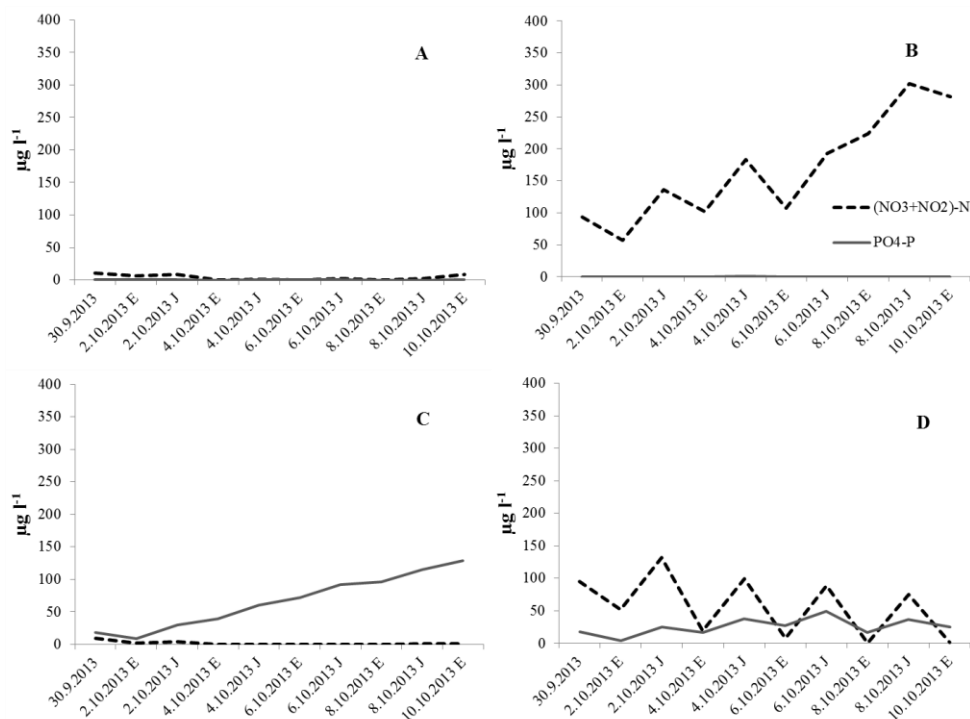 A
µg l-1
400
350
300
250
200
150
100
50
0
30.9.2013
2.10.2013 E
2.10.2013 J
4.10.2013 E
4.10.2013 J
6.10.2013 E
6.10.2013 J
8.10.2013 E
8.10.2013 J
10.10.2013 E
B
µg l-1
400
350
300
250
200
150
100
50
0
(NO3+NO2)-N
PO4-P
30.9.2013
2.10.2013 E
2.10.2013 J
4.10.2013 E
4.10.2013 J
6.10.2013 E
6.10.2013 J
8.10.2013 E
8.10.2013 J
10.10.2013 E
C
µg l-1
400
350
300
250
200
150
100
50
0
30.9.2013
2.10.2013 E
2.10.2013 J
4.10.2013 E
4.10.2013 J
6.10.2013 E
6.10.2013 J
8.10.2013 E
8.10.2013 J
10.10.2013 E
D
µg l-1
400
350
300
250
200
150
100
50
0
30.9.2013
2.10.2013 E
2.10.2013 J
4.10.2013 E
4.10.2013 J
6.10.2013 E
6.10.2013 J
8.10.2013 E
8.10.2013 J
10.10.2013 E